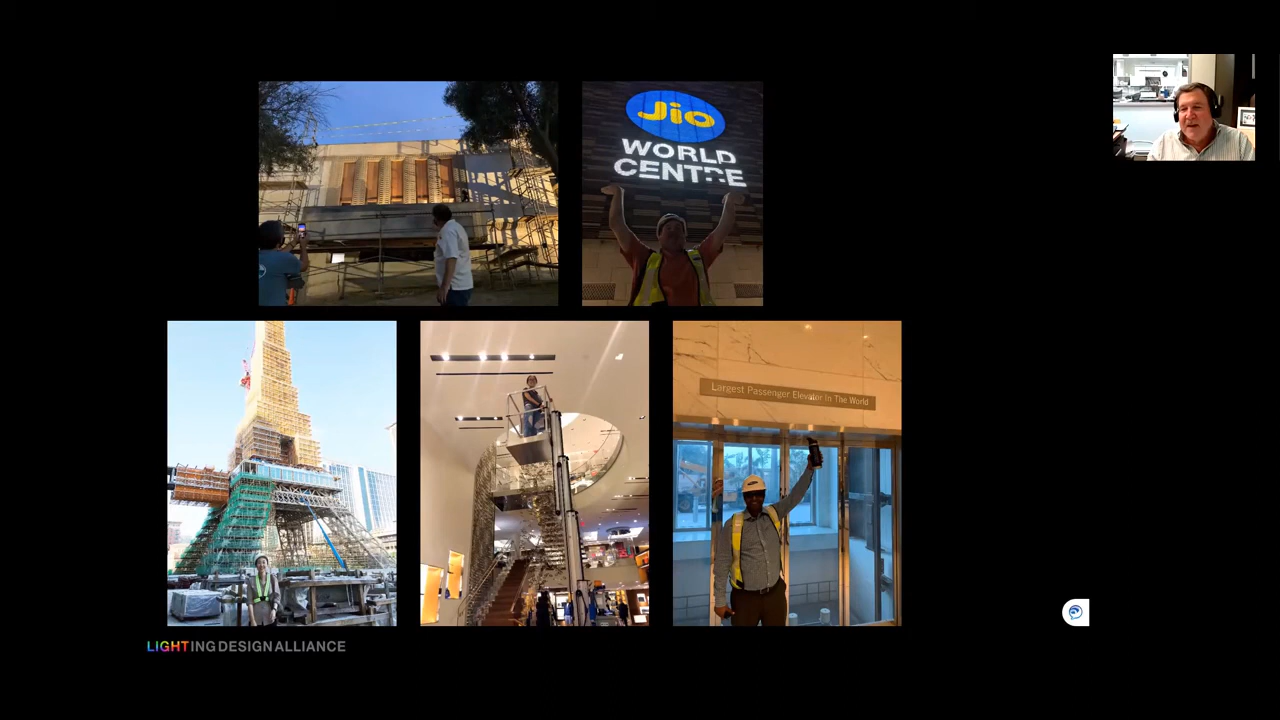 Jio
WORLD
CENTRE
Largest Passenger Elevator In The World
LIGHTING DESIGN ALLIANCE